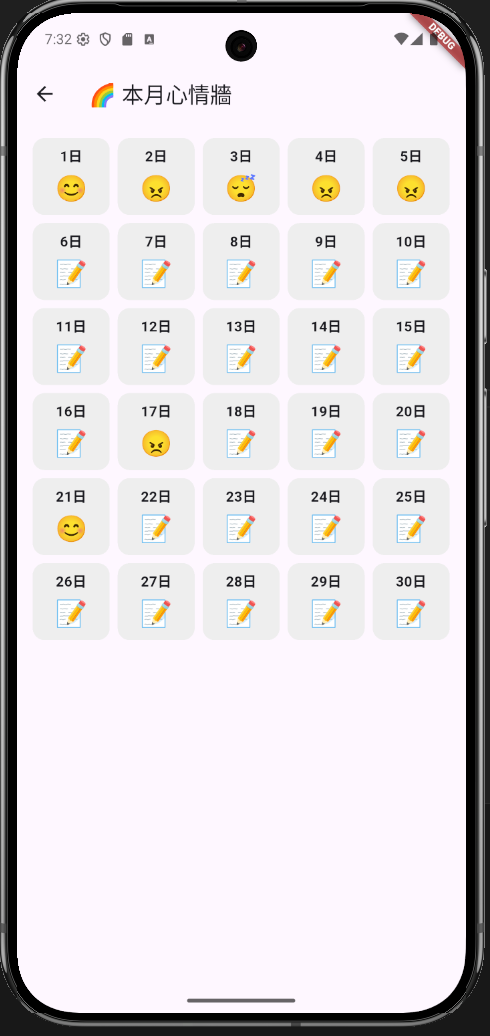 7:32
DEBUG
🌈 本月心情牆
1日 2日 3日 4日 5日
6日 7日 8日 9日 10日
11日 12日 13日 14日 15日
16日 17日 18日 19日 20日
21日 22日 23日 24日 25日
26日 27日 28日 29日 30日